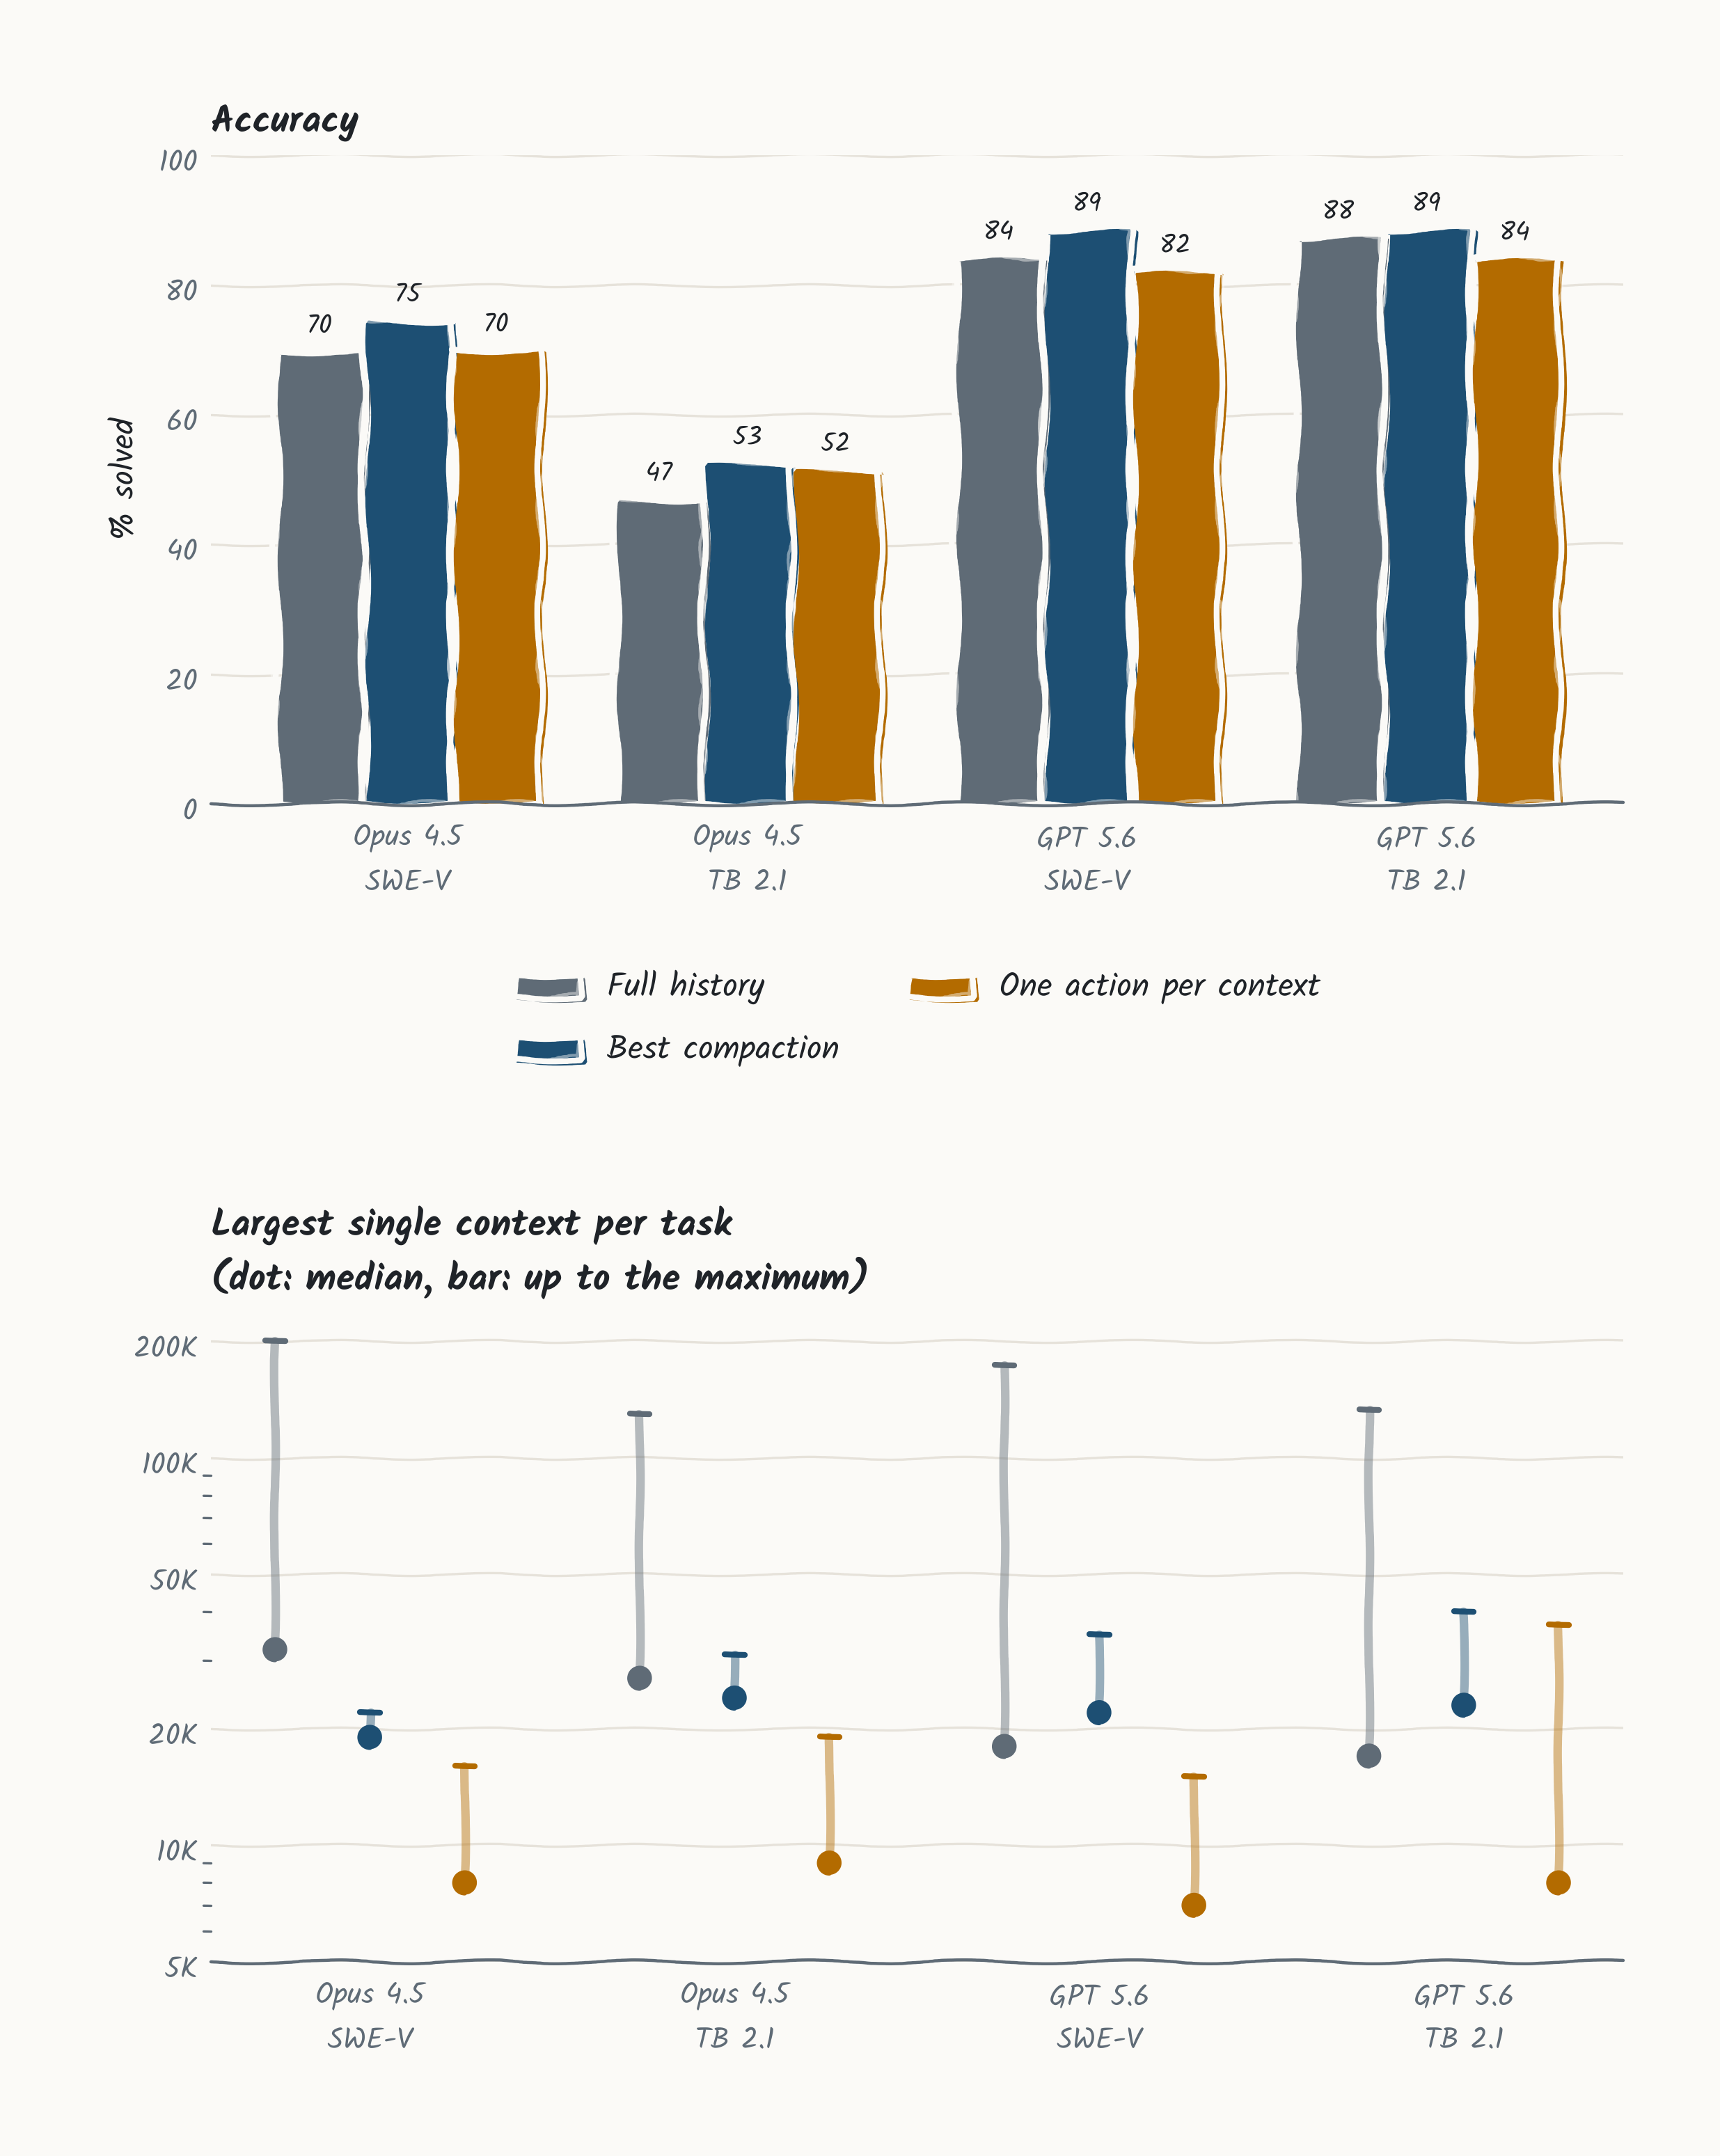 Accuracy
% solved
100
80
60
40
20
0
70 75 70
47 53 52
84 89 82
88 89 84
Opus 4.5 SWE-V
Opus 4.5 TB 2.1
GPT 5.6 SWE-V
GPT 5.6 TB 2.1
Full history
One action per context
Best compaction
Largest single context per task
(dot: median, bar: up to the maximum)
200K
100K
50K
20K
10K
5K
Opus 4.5 SWE-V
Opus 4.5 TB 2.1
GPT 5.6 SWE-V
GPT 5.6 TB 2.1